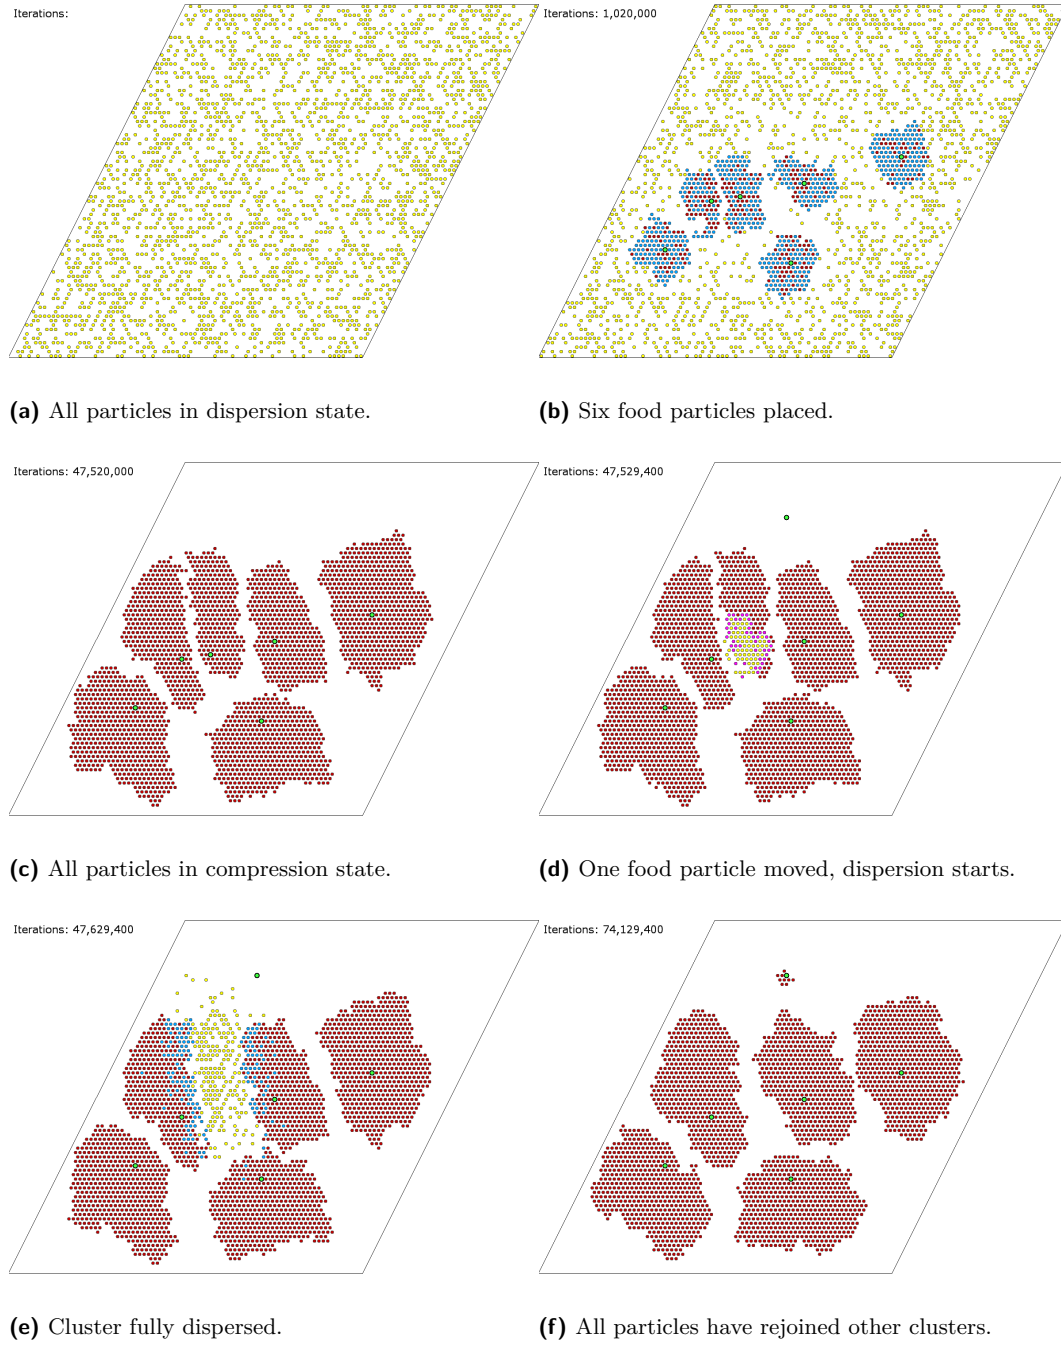 Iterations:
Iterations: 1,020,000
(a) All particles in dispersion state.
(b) Six food particles placed.
Iterations: 47,520,000
Iterations: 47,529,400
(c) All particles in compression state.
(d) One food particle moved, dispersion starts.
Iterations: 47,629,400
Iterations: 74,129,400
(e) Cluster fully dispersed.
(f) All particles have rejoined other clusters.